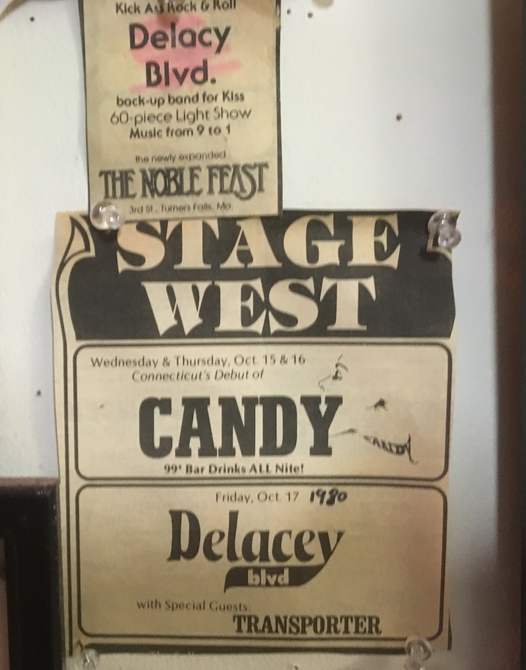 Kick Ass Rock & Roll
Delacy
Blvd.
back-up band for Kiss
60-piece Light Show
Music from 9 to 1
the newly expanded
THE NOBLE FEAST
3rd St., Turners Falls, Ma.
STAGE
WEST
Wednesday & Thursday, Oct. 15 & 16
Connecticut's Debut of
CANDY
CANDY
99¢ Bar Drinks ALL Nite!
Friday, Oct. 17 1980
Delacey
blvd
with Special Guests:
TRANSPORTER